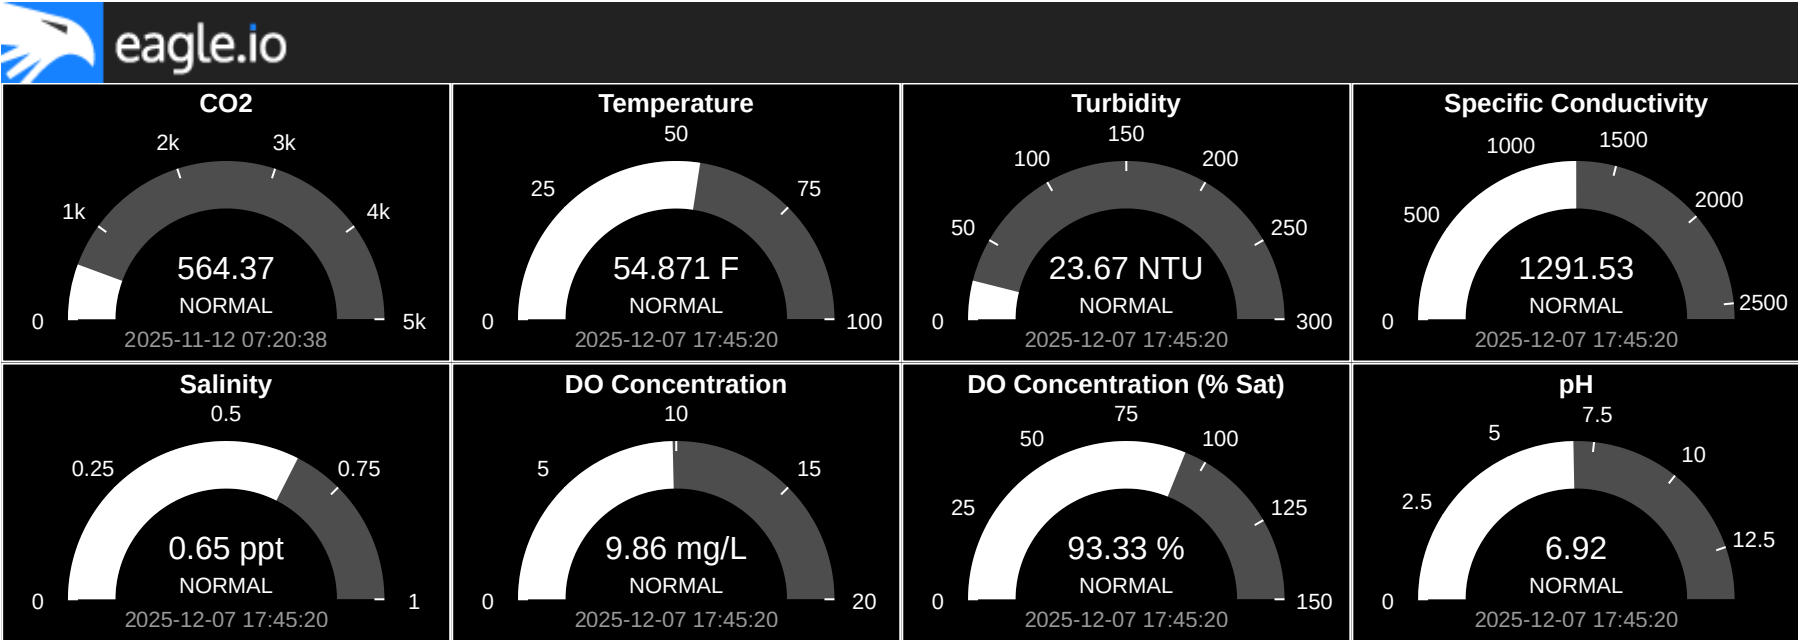 eagle.io
CO2
0
1k
2k
3k
4k
5k
564.37
NORMAL
2025-11-12 07:20:38
Temperature
0
25
50
75
100
54.871 F
NORMAL
2025-12-07 17:45:20
Turbidity
0
50
100
150
200
250
300
23.67 NTU
NORMAL
2025-12-07 17:45:20
Specific Conductivity
0
500
1000
1500
2000
2500
1291.53
NORMAL
2025-12-07 17:45:20
Salinity
0
0.25
0.5
0.75
1
0.65 ppt
NORMAL
2025-12-07 17:45:20
DO Concentration
0
5
10
15
20
9.86 mg/L
NORMAL
2025-12-07 17:45:20
DO Concentration (% Sat)
0
25
50
75
100
125
150
93.33 %
NORMAL
2025-12-07 17:45:20
pH
0
2.5
5
7.5
10
12.5
6.92
NORMAL
2025-12-07 17:45:20